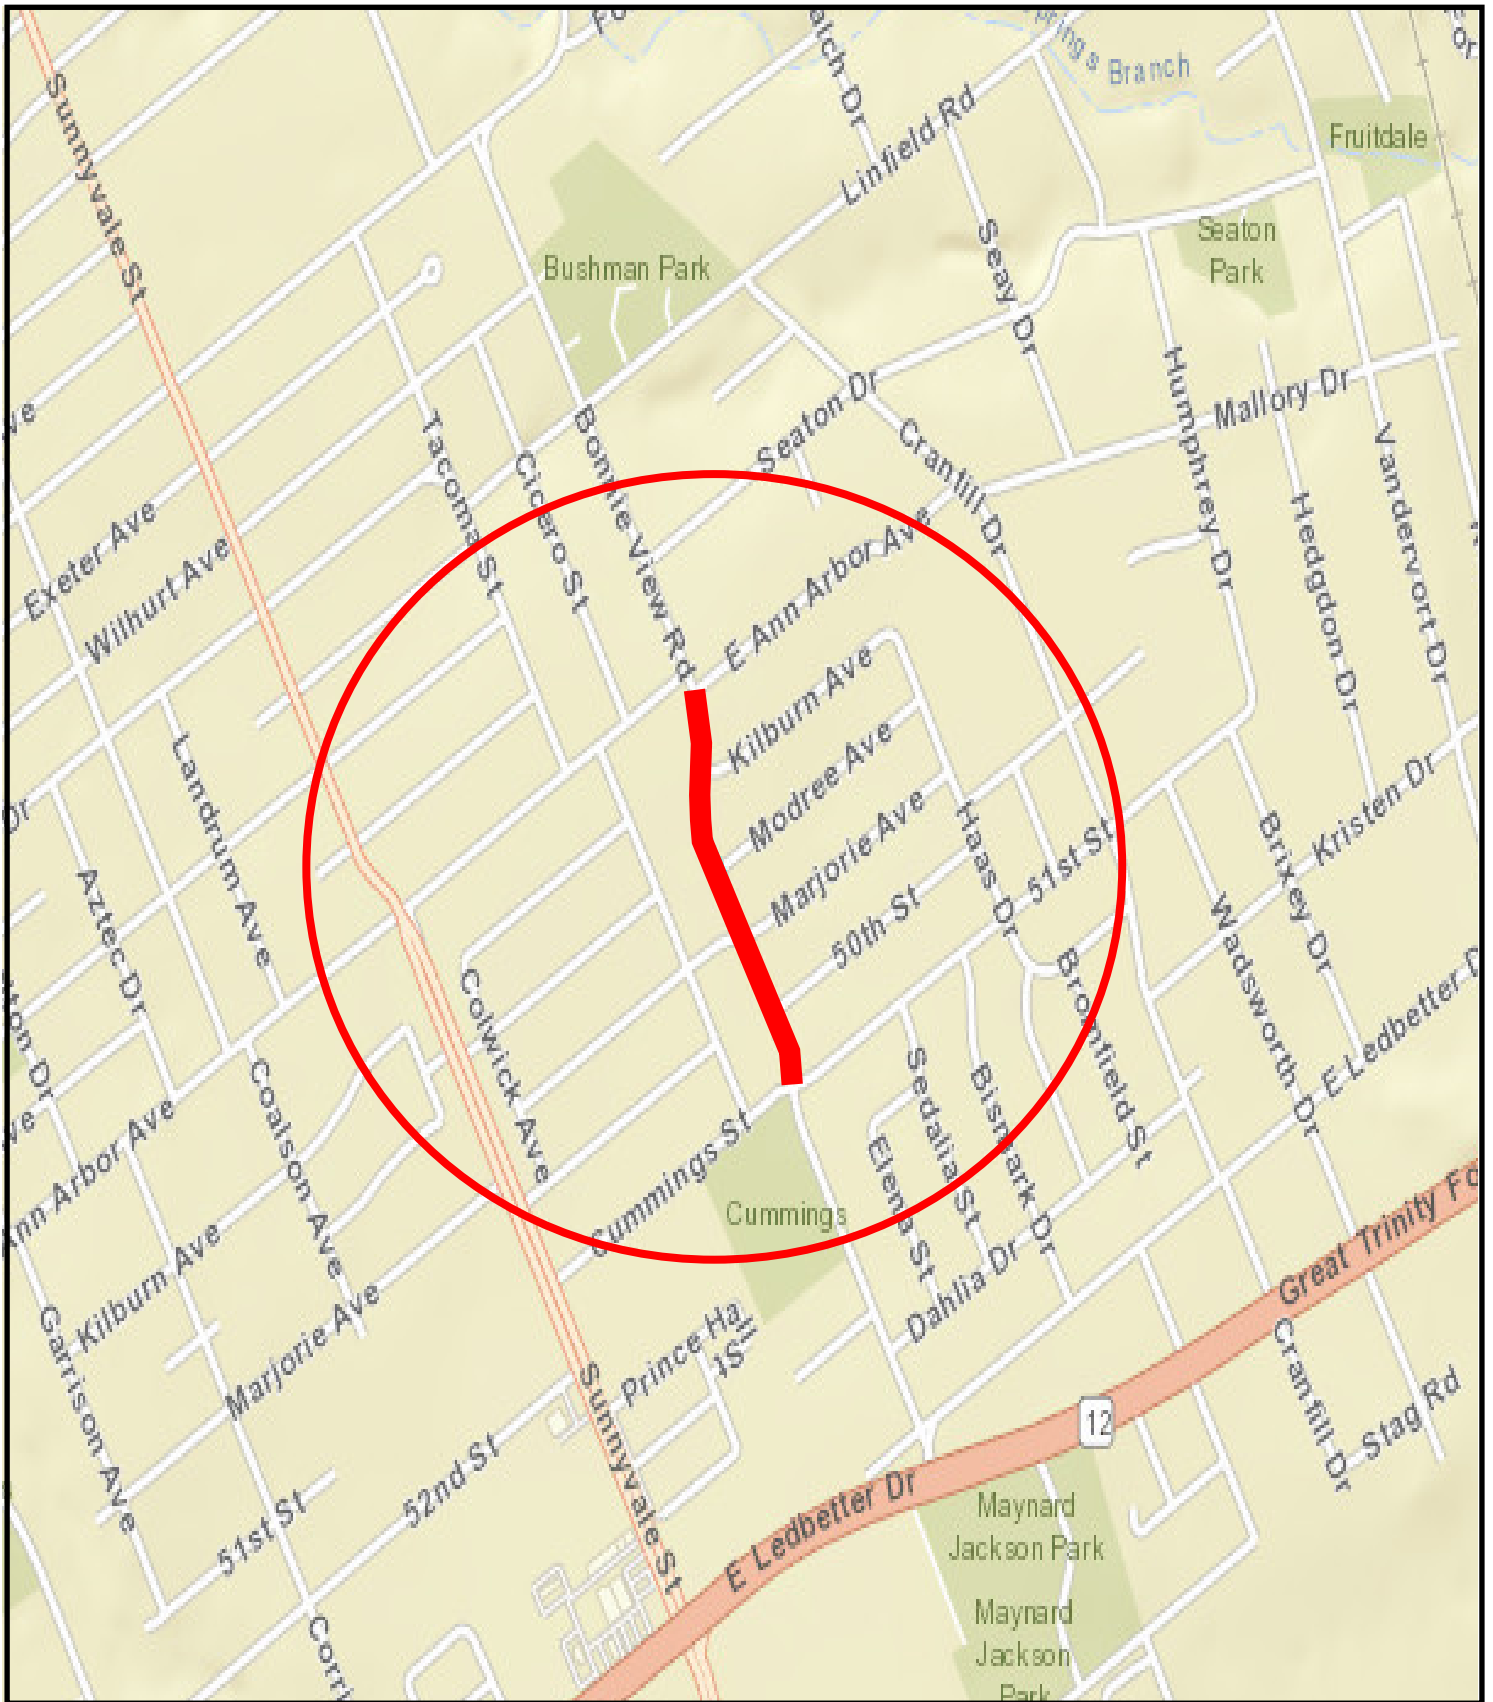 Sunnyvale St
Branch
Linfield Rd
Fruitdale
Seaton
Park
Bushman Park
Seay Dr
Humphrey Dr
Mallory Dr
Seaton Dr
Cranfill Dr
Vandervort Dr
Hedgdon Dr
Tacoma St
Cicero St
Bonnie View Rd
Exeter Ave
Wilhurt Ave
E Ann Arbor Ave
Kilburn Ave
Modree Ave
Marjorie Ave
50th St
Haas Dr
51st St
Brixey Dr
Kristen Dr
Wadsworth Dr
Landrum Ave
Aztec Dr
Dr
Colwick Ave
Bromfield St
E Ledbetter D
Sedalia St
Bismark Dr
Elena St
Coalson Ave
Ann Arbor Ave
Cummings St
Cummings
Dahlia Dr
Kilburn Ave
Marjorie Ave
Garrison Ave
Prince Hall
St
Great Trinity Fo
12
Cranfill Dr
Stag Rd
Sunnyvale St
52nd St
51st St
E Ledbetter Dr
Maynard
Jackson Park
Maynard
Jackson
Park
Corri